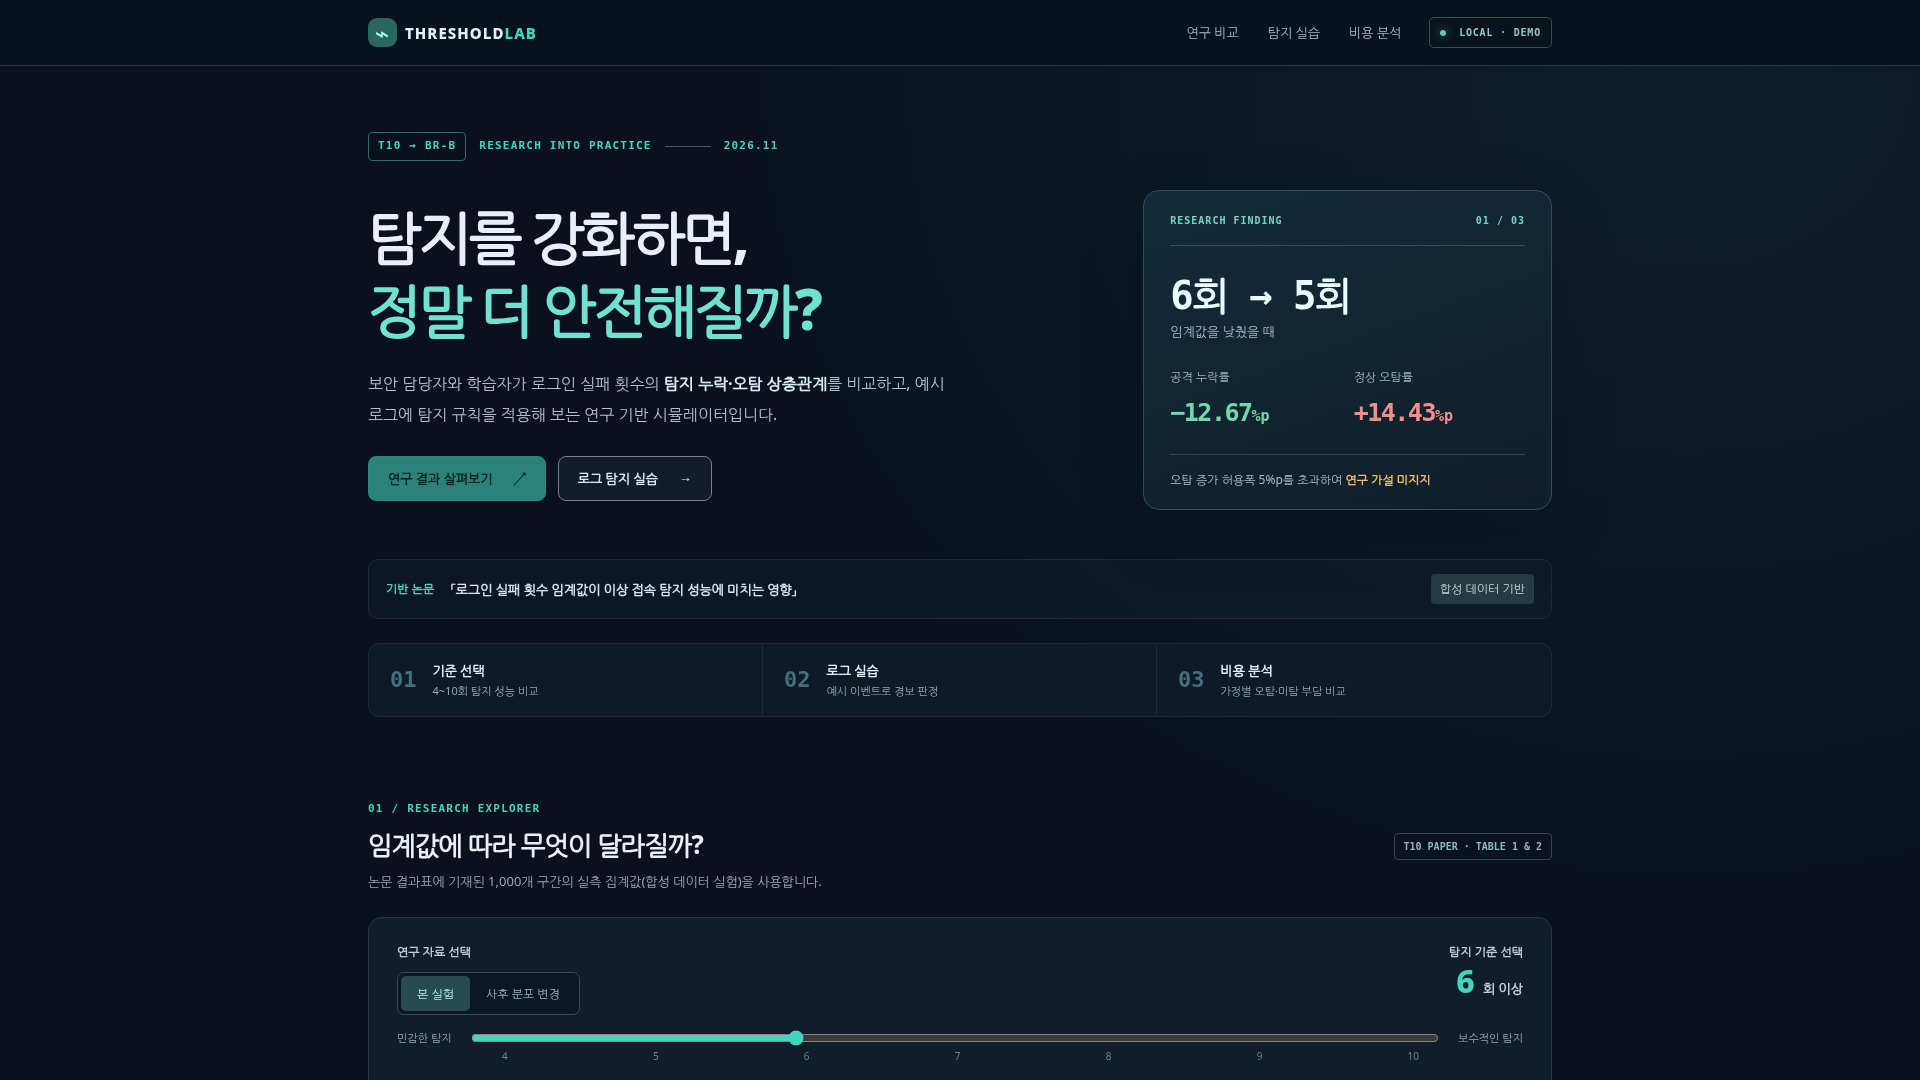 THRESHOLDLAB
연구 비교
탐지 실습
비용 분석
LOCAL · DEMO
T10 → BR-B
RESEARCH INTO PRACTICE
2026.11
탐지를 강화하면,
정말 더 안전해질까?
보안 담당자와 학습자가 로그인 실패 횟수의 탐지 누락·오탐 상충관계를 비교하고, 예시
로그에 탐지 규칙을 적용해 보는 연구 기반 시뮬레이터입니다.
연구 결과 살펴보기 ↗
로그 탐지 실습 →
RESEARCH FINDING
01 / 03
6회 → 5회
임계값을 낮췄을 때
공격 누락률
정상 오탐률
−12.67%p
+14.43%p
오탐 증가 허용폭 5%p를 초과하여 연구 가설 미지지
기반 논문
「로그인 실패 횟수 임계값이 이상 접속 탐지 성능에 미치는 영향」
합성 데이터 기반
01
기준 선택
4~10회 탐지 성능 비교
02
로그 실습
예시 이벤트로 경보 판정
03
비용 분석
가정별 오탐·미탐 부담 비교
01 / RESEARCH EXPLORER
임계값에 따라 무엇이 달라질까?
T10 PAPER · TABLE 1 & 2
논문 결과표에 기재된 1,000개 구간의 실측 집계값(합성 데이터 실험)을 사용합니다.
연구 자료 선택
탐지 기준 선택
본 실험
사후 분포 변경
6 회 이상
민감한 탐지
보수적인 탐지
4 5 6 7 8 9 10